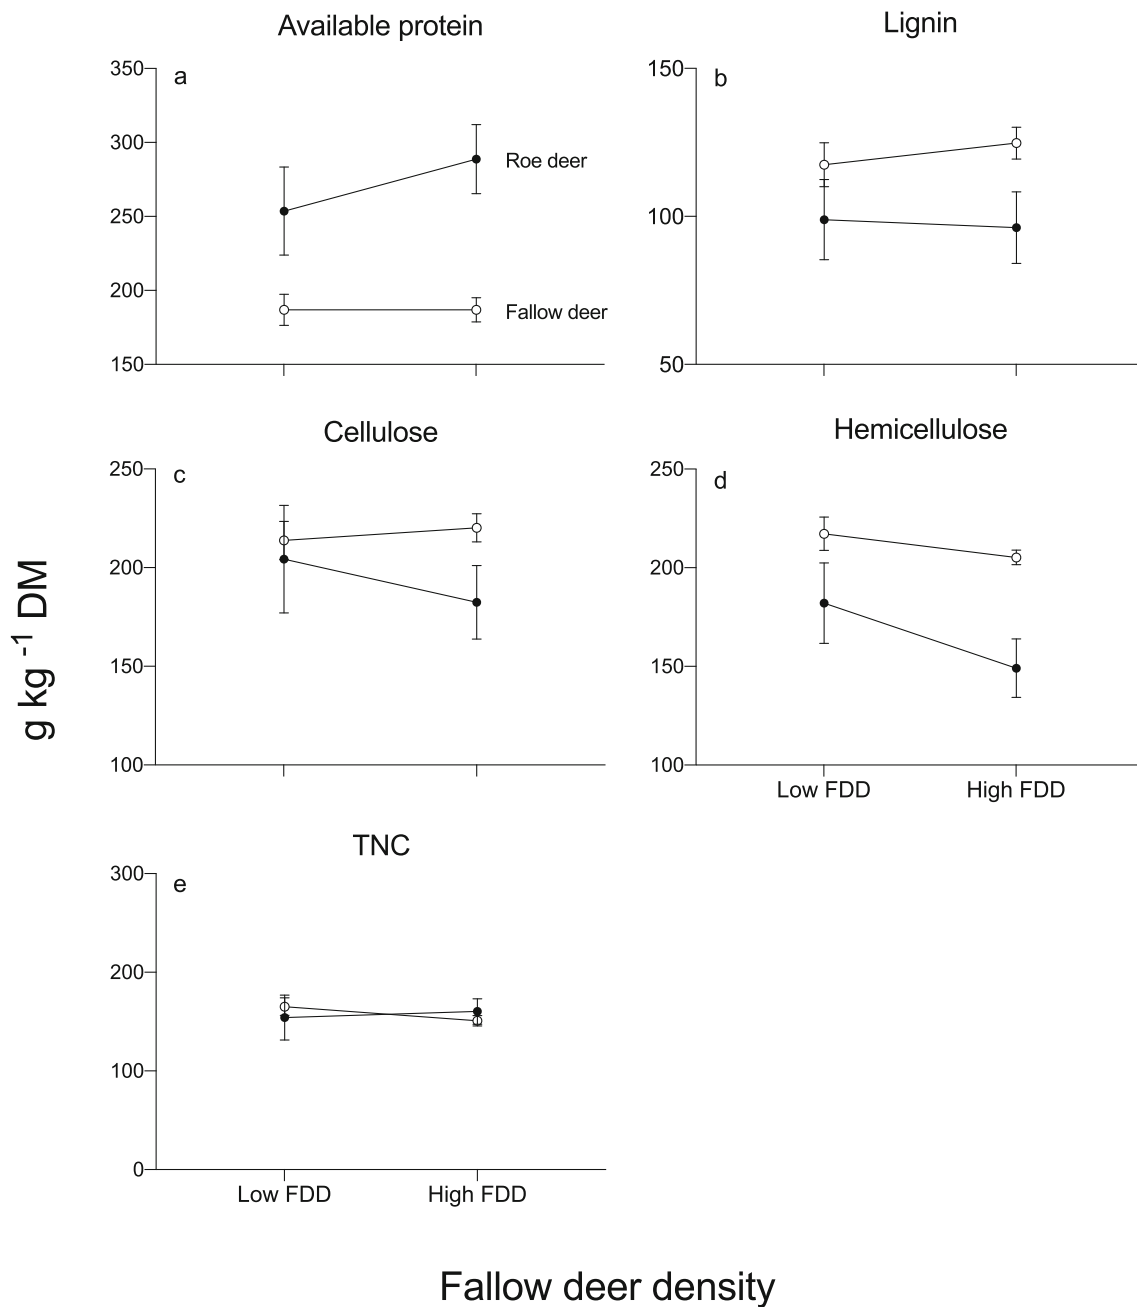 Available protein
a
350
300
250
200
150
Roe deer
Fallow deer
Lignin
b
150
100
50
Cellulose
c
250
200
150
100
Hemicellulose
d
250
200
150
100
Low FDD
High FDD
TNC
e
300
200
100
0
Low FDD
High FDD
g kg -1 DM
Fallow deer density